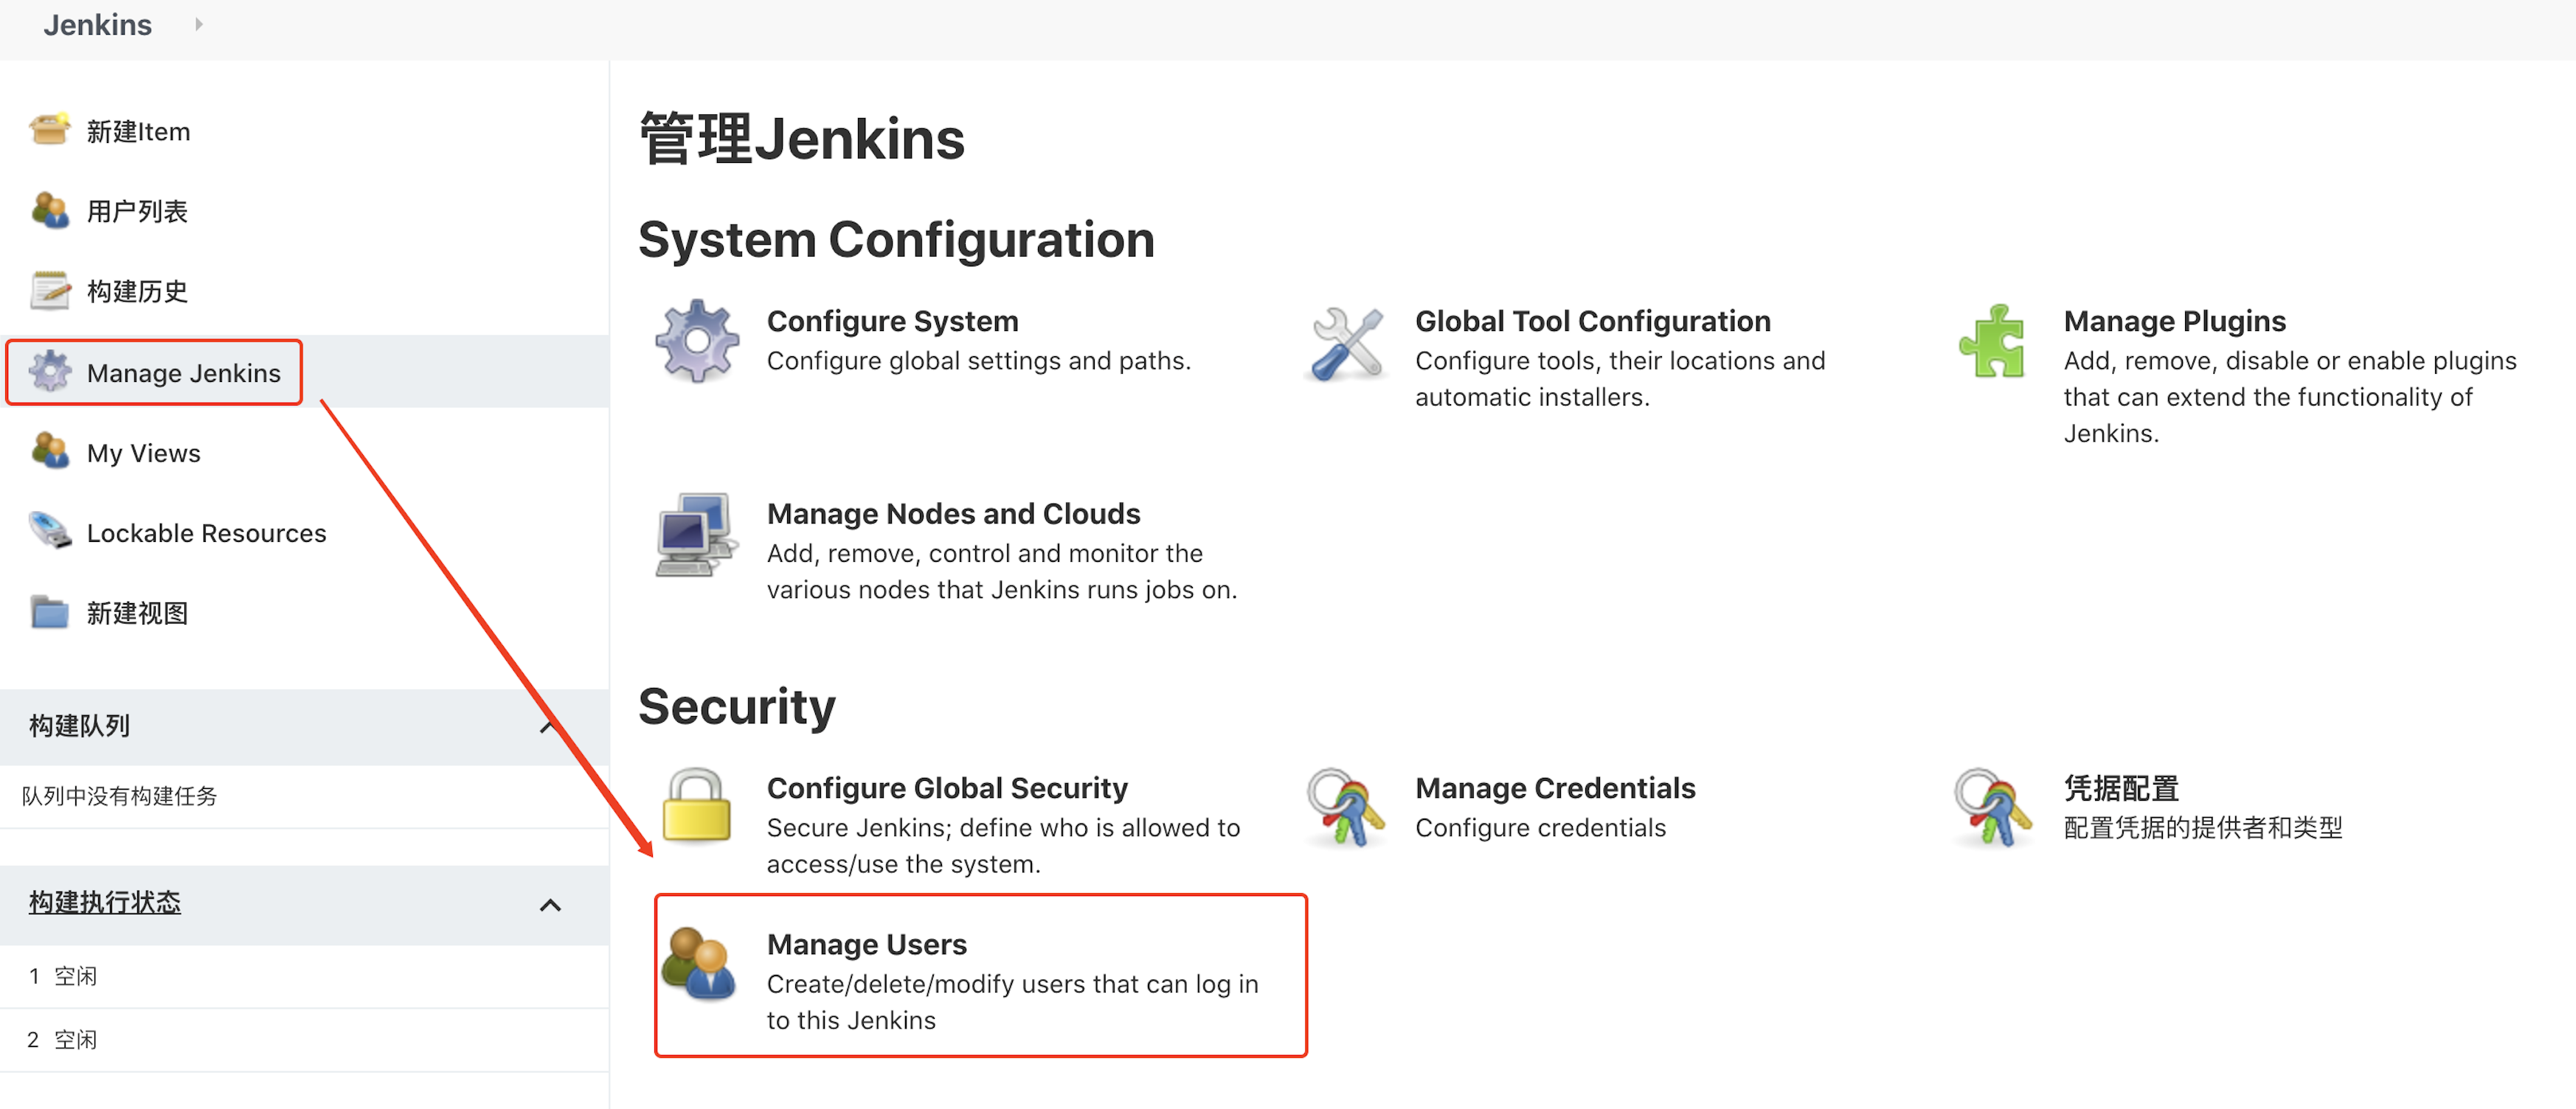 Jenkins
新建Item
用户列表
构建历史
Manage Jenkins
My Views
Lockable Resources
新建视图
构建队列
队列中没有构建任务
构建执行状态
1 空闲
2 空闲
管理Jenkins
System Configuration
Configure System
Configure global settings and paths.
Global Tool Configuration
Configure tools, their locations and
automatic installers.
Manage Plugins
Add, remove, disable or enable plugins
that can extend the functionality of
Jenkins.
Manage Nodes and Clouds
Add, remove, control and monitor the
various nodes that Jenkins runs jobs on.
Security
Configure Global Security
Secure Jenkins; define who is allowed to
access/use the system.
Manage Credentials
Configure credentials
凭据配置
配置凭据的提供者和类型
Manage Users
Create/delete/modify users that can log in
to this Jenkins